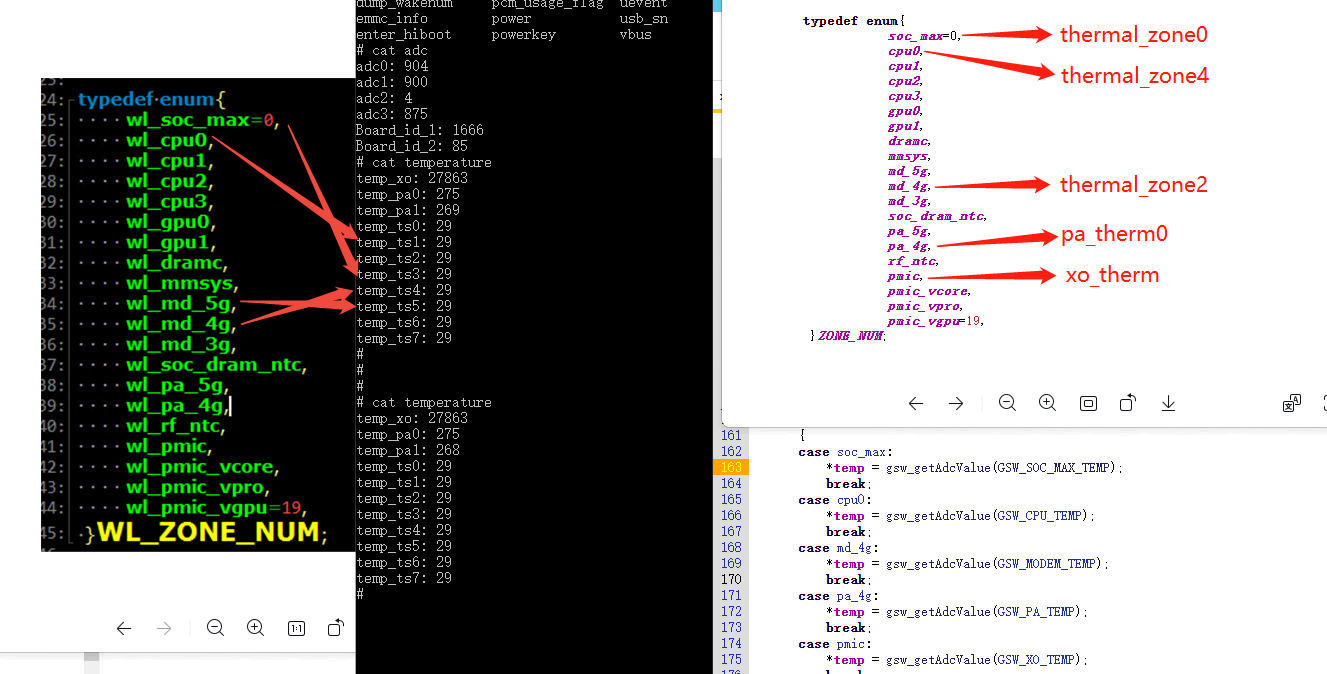 24: typedef enum{
25: wl_soc_max=0,
26: wl_cpu0,
27: wl_cpu1,
28: wl_cpu2,
29: wl_cpu3,
30: wl_gpu0,
31: wl_gpu1,
32: wl_dramc,
33: wl_mmsys,
34: wl_md_5g,
35: wl_md_4g,
36: wl_md_3g,
37: wl_soc_dram_ntc,
38: wl_pa_5g,
39: wl_pa_4g,
40: wl_rf_ntc,
41: wl_pmic,
42: wl_pmic_vcore,
43: wl_pmic_vpro,
44: wl_pmic_vgpu=19,
45: }WL_ZONE_NUM;
1:1
dump_wakenum pcm_usage_flag uevent
emmc_info power usb_sn
enter_hiboot powerkey vbus
# cat adc
adc0: 904
adc1: 900
adc2: 4
adc3: 875
Board_id_1: 1666
Board_id_2: 85
# cat temperature
temp_xo: 27863
temp_pa0: 275
temp_pa1: 269
temp_ts0: 29
temp_ts1: 29
temp_ts2: 29
temp_ts3: 29
temp_ts4: 29
temp_ts5: 29
temp_ts6: 29
temp_ts7: 29
#
#
#
# cat temperature
temp_xo: 27863
temp_pa0: 275
temp_pa1: 268
temp_ts0: 29
temp_ts1: 29
temp_ts2: 29
temp_ts3: 29
temp_ts4: 29
temp_ts5: 29
temp_ts6: 29
temp_ts7: 29
#
typedef enum{
soc_max=0, thermal_zone0
cpu0,
cpu1, thermal_zone4
cpu2,
cpu3,
gpu0,
gpu1,
dramc,
mmsys,
md_5g,
md_4g, thermal_zone2
md_3g,
soc_dram_ntc,
pa_5g,
pa_4g, pa_therm0
rf_ntc,
pmic, xo_therm
pmic_vcore,
pmic_vpro,
pmic_vgpu=19,
}ZONE_NUM;
161 {
162 case soc_max:
163 *temp = gsw_getAdcValue(GSW_SOC_MAX_TEMP);
164 break;
165 case cpu0:
166 *temp = gsw_getAdcValue(GSW_CPU_TEMP);
167 break;
168 case md_4g:
169 *temp = gsw_getAdcValue(GSW_MODEM_TEMP);
170 break;
171 case pa_4g:
172 *temp = gsw_getAdcValue(GSW_PA_TEMP);
173 break;
174 case pmic:
175 *temp = gsw_getAdcValue(GSW_XO_TEMP);